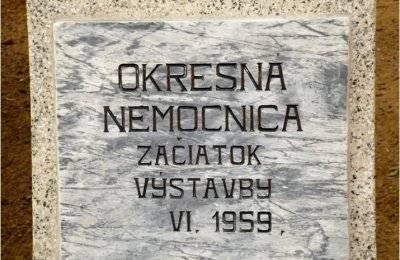 OKRESNÁ
NEMOCNICA
ZAČIATOK
VÝSTAVBY
VI. 1959